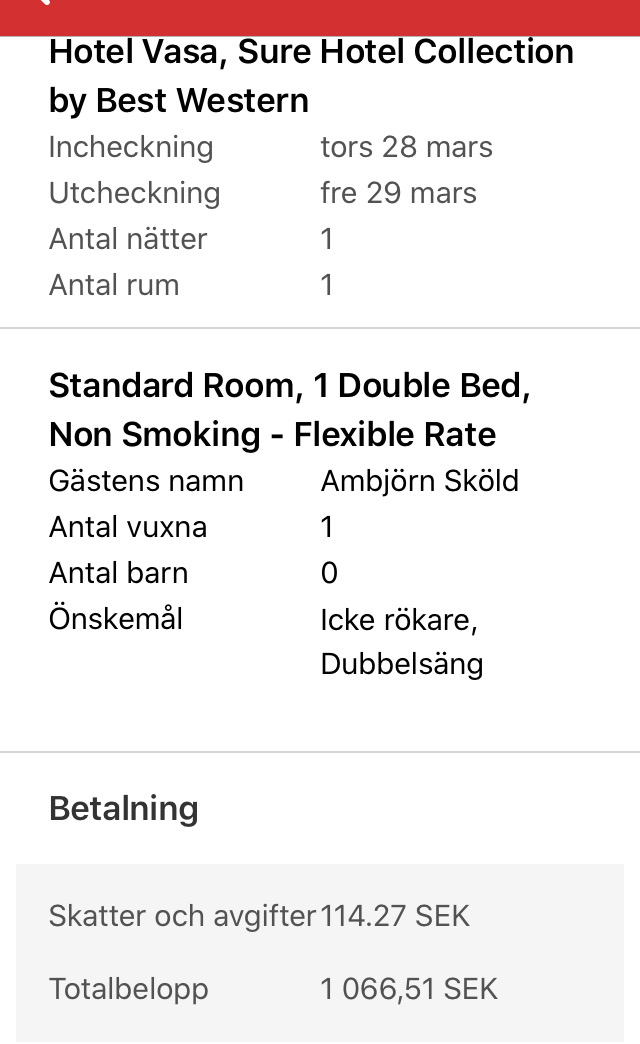 Hotel Vasa, Sure Hotel Collection
by Best Western
Incheckning tors 28 mars
Utcheckning fre 29 mars
Antal nätter 1
Antal rum 1
Standard Room, 1 Double Bed,
Non Smoking - Flexible Rate
Gästens namn Ambjörn Sköld
Antal vuxna 1
Antal barn 0
Önskemål Icke rökare,
Dubbelsäng
Betalning
Skatter och avgifter 114.27 SEK
Totalbelopp 1 066,51 SEK